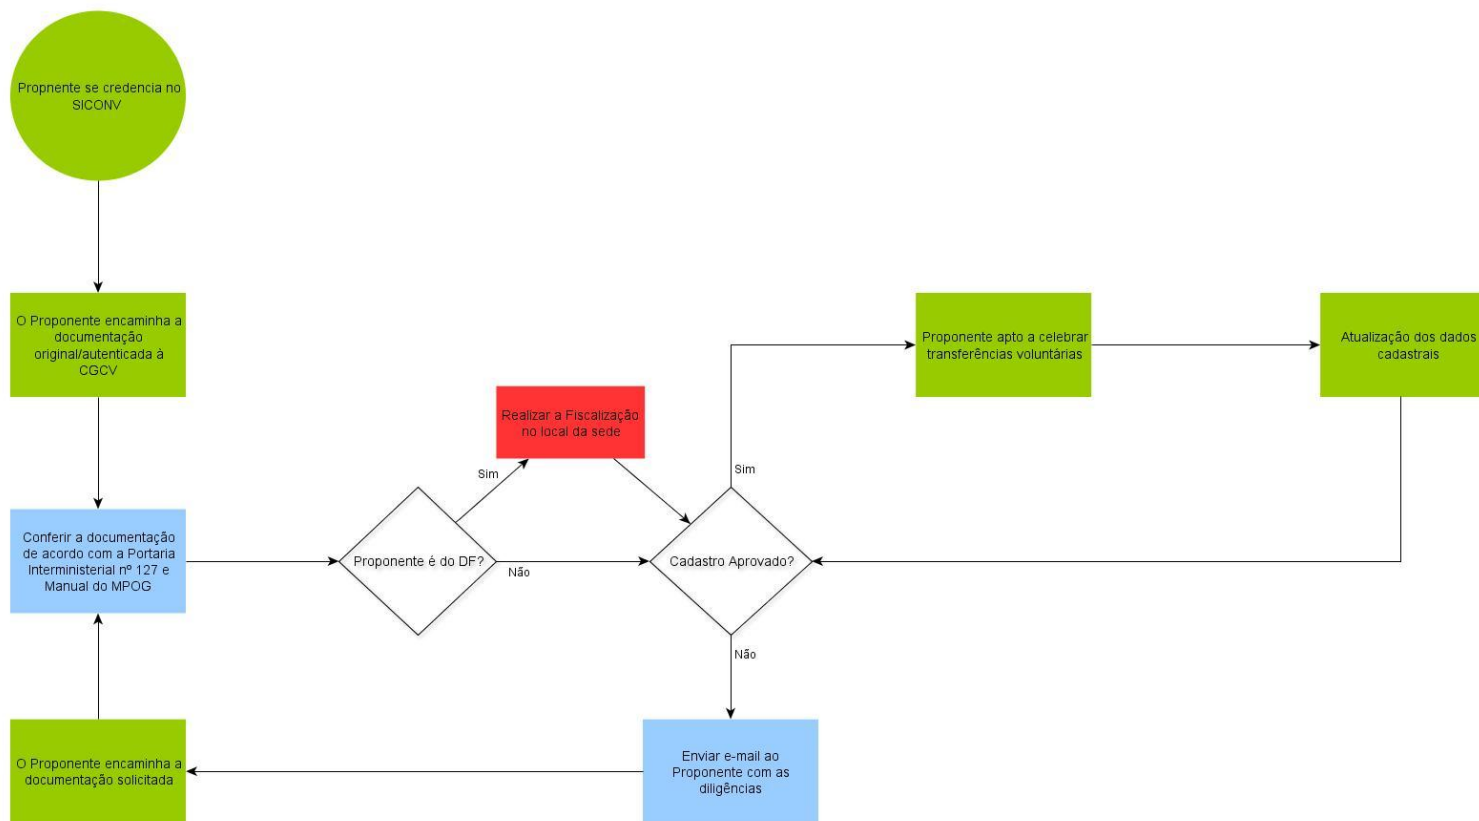 Propnente se credencia no
SICONV
O Proponente encaminha a
documentação
original/autenticada à
CGCV
Proponente apto a celebrar
transferências voluntárias
Atualização dos dados
cadastrais
Realizar a Fiscalização
no local da sede
Sim
Sim
Conferir a documentação
de acordo com a Portaria
Interministerial nº 127 e
Manual do MPOG
Proponente é do DF?
Não
Cadastro Aprovado?
Não
O Proponente encaminha a
documentação solicitada
Enviar e-mail ao
Proponente com as
diligências